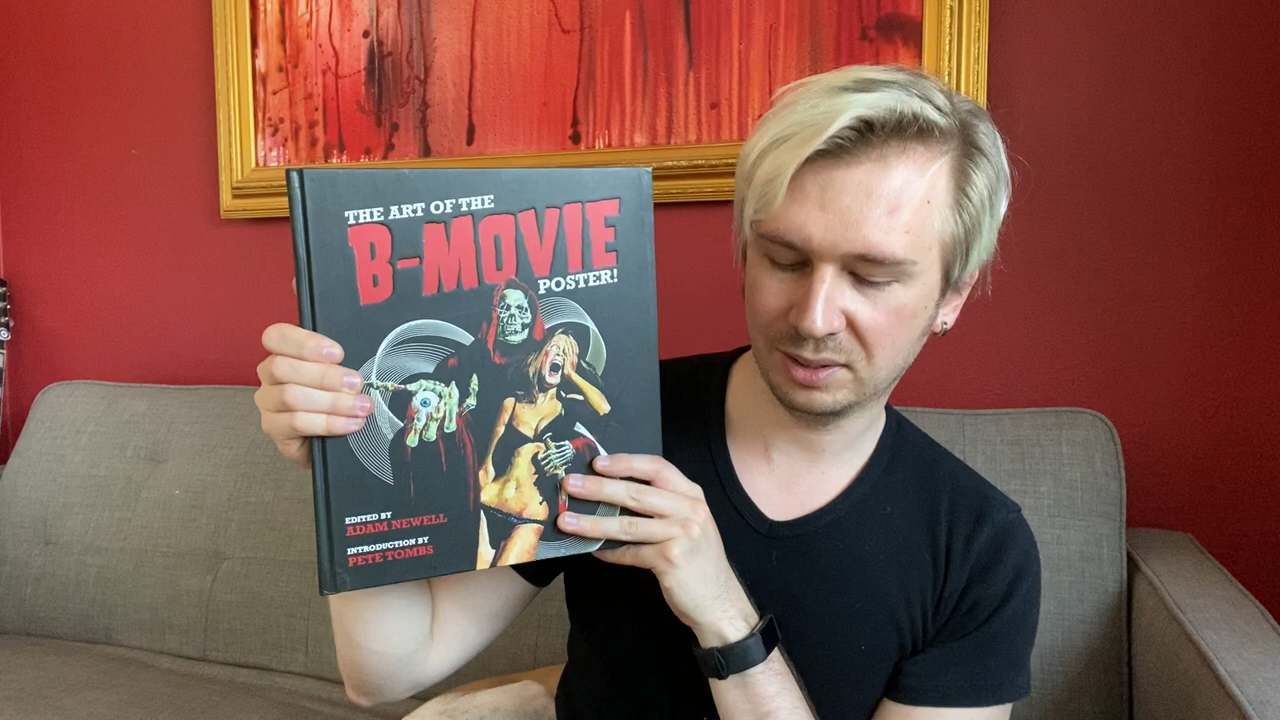 THE ART OF THE
B-MOVIE
POSTER!
EDITED BY
ADAM NEWELL
INTRODUCTION BY
PETE TOMBS